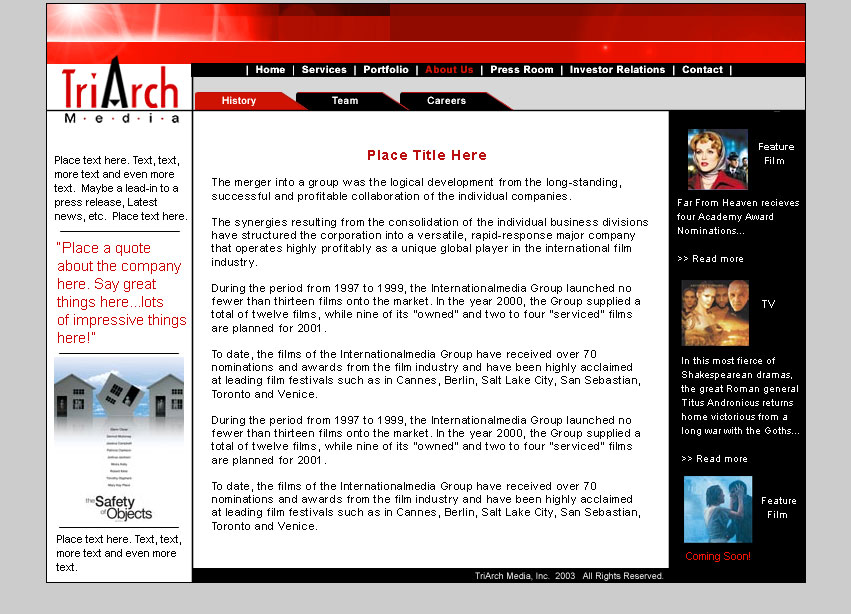 | Home | Services | Portfolio | About Us | Press Room | Investor Relations | Contact |
TriArch
M·e·d·i·a
History
Team
Careers
Place text here. Text, text,
more text and even more
text. Maybe a lead-in to a
press release, Latest
news, etc. Place text here.
"Place a quote
about the company
here. Say great
things here...lots
of impressive things
here!"
the Safety
of Objects
Place text here. Text, text,
more text and even more
text.
Place Title Here
The merger into a group was the logical development from the long-standing,
successful and profitable collaboration of the individual companies.
The synergies resulting from the consolidation of the individual business divisions
have structured the corporation into a versatile, rapid-response major company
that operates highly profitably as a unique global player in the international film
industry.
During the period from 1997 to 1999, the Internationalmedia Group launched no
fewer than thirteen films onto the market. In the year 2000, the Group supplied a
total of twelve films, while nine of its "owned" and two to four "serviced" films
are planned for 2001.
To date, the films of the Internationalmedia Group have received over 70
nominations and awards from the film industry and have been highly acclaimed
at leading film festivals such as in Cannes, Berlin, Salt Lake City, San Sebastian,
Toronto and Venice.
During the period from 1997 to 1999, the Internationalmedia Group launched no
fewer than thirteen films onto the market. In the year 2000, the Group supplied a
total of twelve films, while nine of its "owned" and two to four "serviced" films
are planned for 2001.
To date, the films of the Internationalmedia Group have received over 70
nominations and awards from the film industry and have been highly acclaimed
at leading film festivals such as in Cannes, Berlin, Salt Lake City, San Sebastian,
Toronto and Venice.
Feature
Film
Far From Heaven recieves
four Academy Award
Nominations...
>> Read more
TV
In this most fierce of
Shakespearean dramas,
the great Roman general
Titus Andronious returns
home victorious from a
long war with the Goths...
>> Read more
Feature
Film
Coming Soon!
TriArch Media, Inc. 2003 All Rights Reserved.